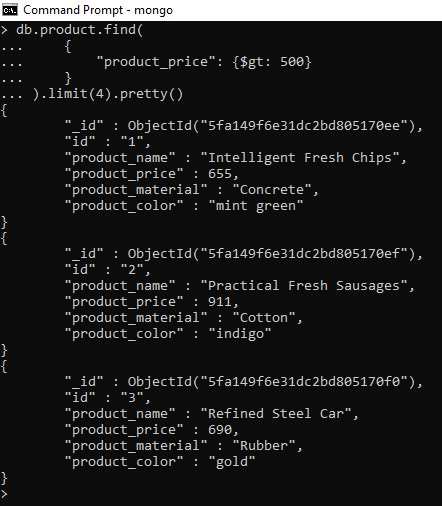 Command Prompt - mongo
> db.product.find(
...     {
...         "product_price": {$gt: 500}
...     }
... ).limit(4).pretty()
{
        "_id" : ObjectId("5fa149f6e31dc2bd805170ee"),
        "id" : "1",
        "product_name" : "Intelligent Fresh Chips",
        "product_price" : 655,
        "product_material" : "Concrete",
        "product_color" : "mint green"
}
{
        "_id" : ObjectId("5fa149f6e31dc2bd805170ef"),
        "id" : "2",
        "product_name" : "Practical Fresh Sausages",
        "product_price" : 911,
        "product_material" : "Cotton",
        "product_color" : "indigo"
}
{
        "_id" : ObjectId("5fa149f6e31dc2bd805170f0"),
        "id" : "3",
        "product_name" : "Refined Steel Car",
        "product_price" : 690,
        "product_material" : "Rubber",
        "product_color" : "gold"
}
>